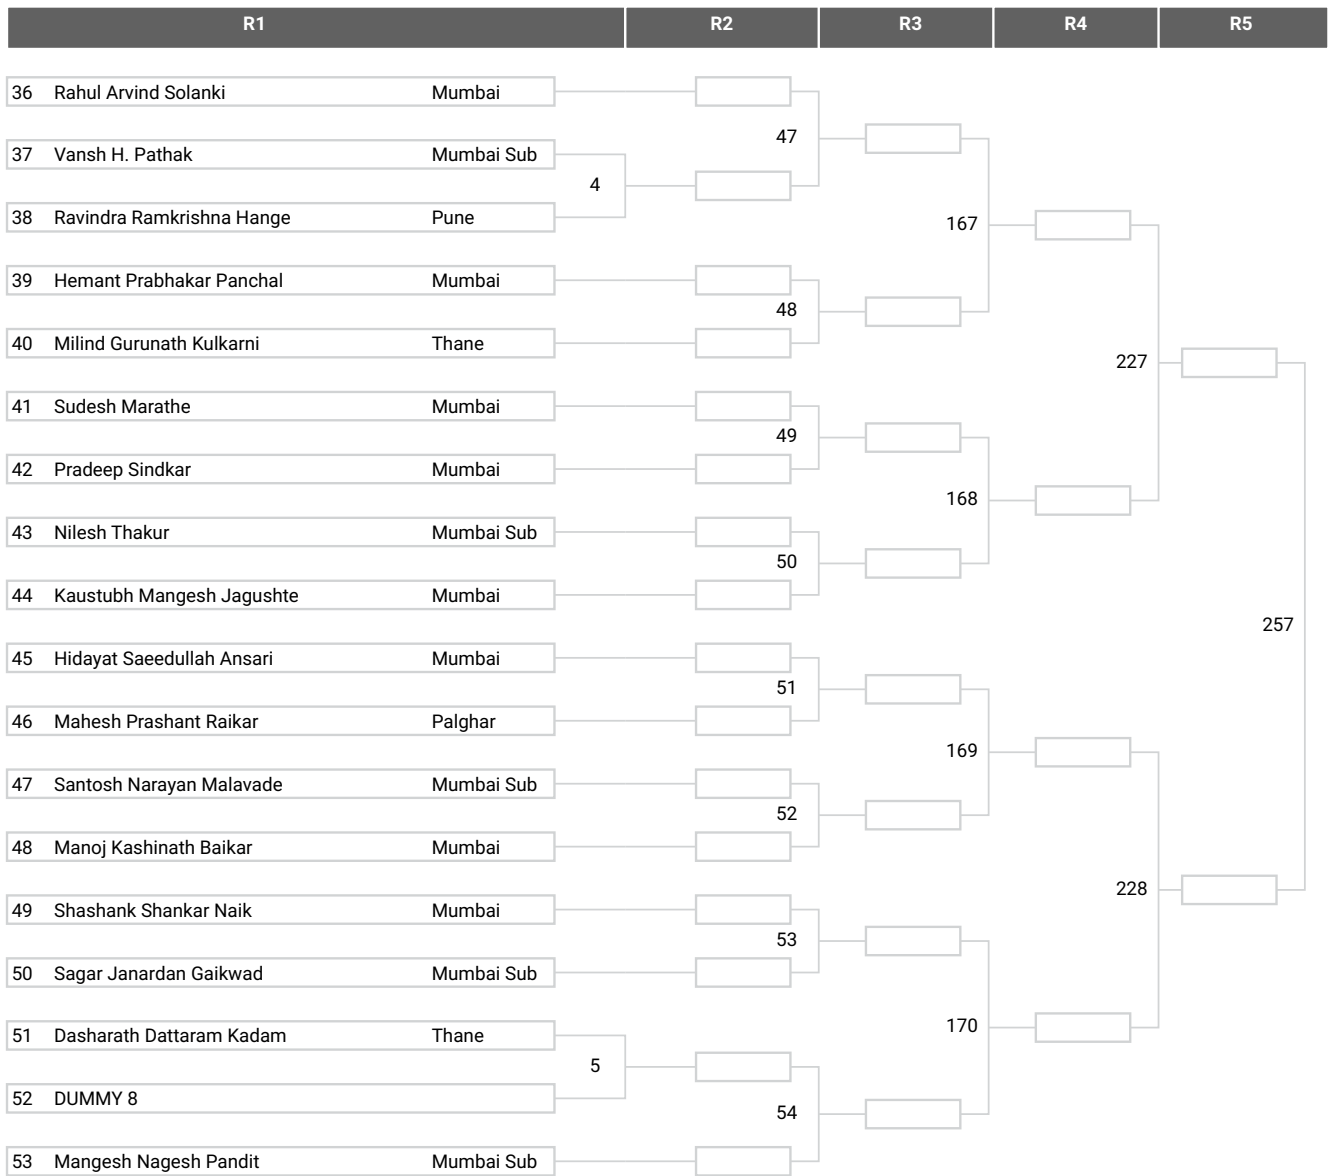 R1 R2 R3 R4 R5
36 Rahul Arvind Solanki Mumbai
47
37 Vansh H. Pathak Mumbai Sub
4
38 Ravindra Ramkrishna Hange Pune
167
39 Hemant Prabhakar Panchal Mumbai
48
40 Milind Gurunath Kulkarni Thane
227
41 Sudesh Marathe Mumbai
49
42 Pradeep Sindkar Mumbai
168
43 Nilesh Thakur Mumbai Sub
50
44 Kaustubh Mangesh Jagushte Mumbai
257
45 Hidayat Saeedullah Ansari Mumbai
51
46 Mahesh Prashant Raikar Palghar
169
47 Santosh Narayan Malavade Mumbai Sub
52
48 Manoj Kashinath Baikar Mumbai
228
49 Shashank Shankar Naik Mumbai
53
50 Sagar Janardan Gaikwad Mumbai Sub
170
51 Dasharath Dattaram Kadam Thane
5
52 DUMMY 8
54
53 Mangesh Nagesh Pandit Mumbai Sub